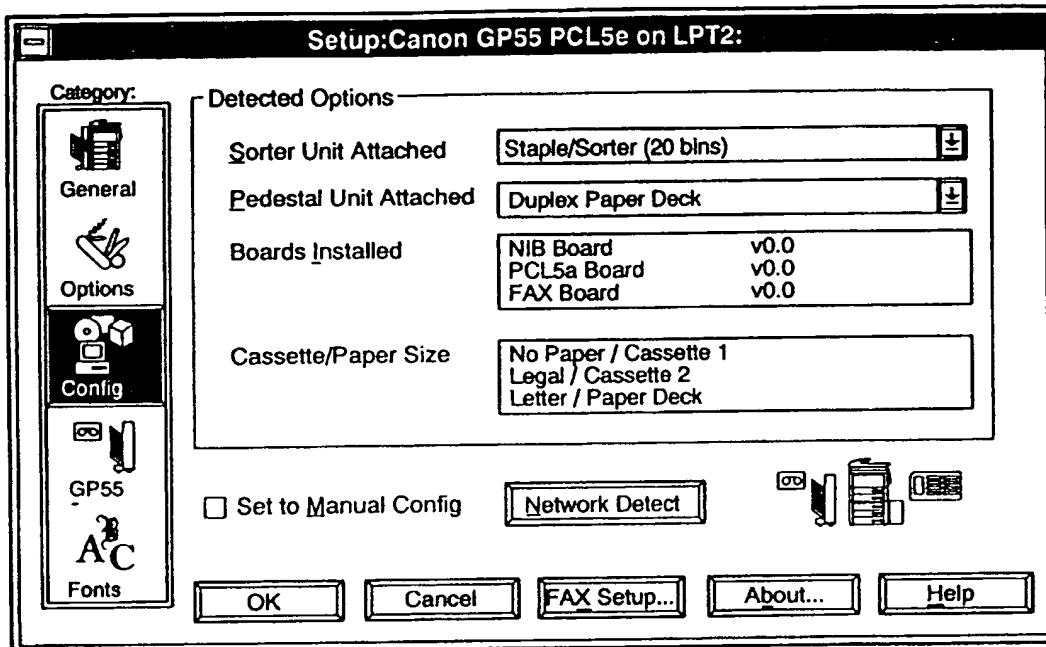 Setup:Canon GP55 PCL5e on LPT2:
Category:
General
Options
Config
GP55
ABC
Fonts
Detected Options
Sorter Unit Attached
Staple/Sorter (20 bins)
Pedestal Unit Attached
Duplex Paper Deck
Boards Installed
NIB Board v0.0
PCL5a Board v0.0
FAX Board v0.0
Cassette/Paper Size
No Paper / Cassette 1
Legal / Cassette 2
Letter / Paper Deck
Set to Manual Config
Network Detect
OK
Cancel
FAX Setup...
About...
Help